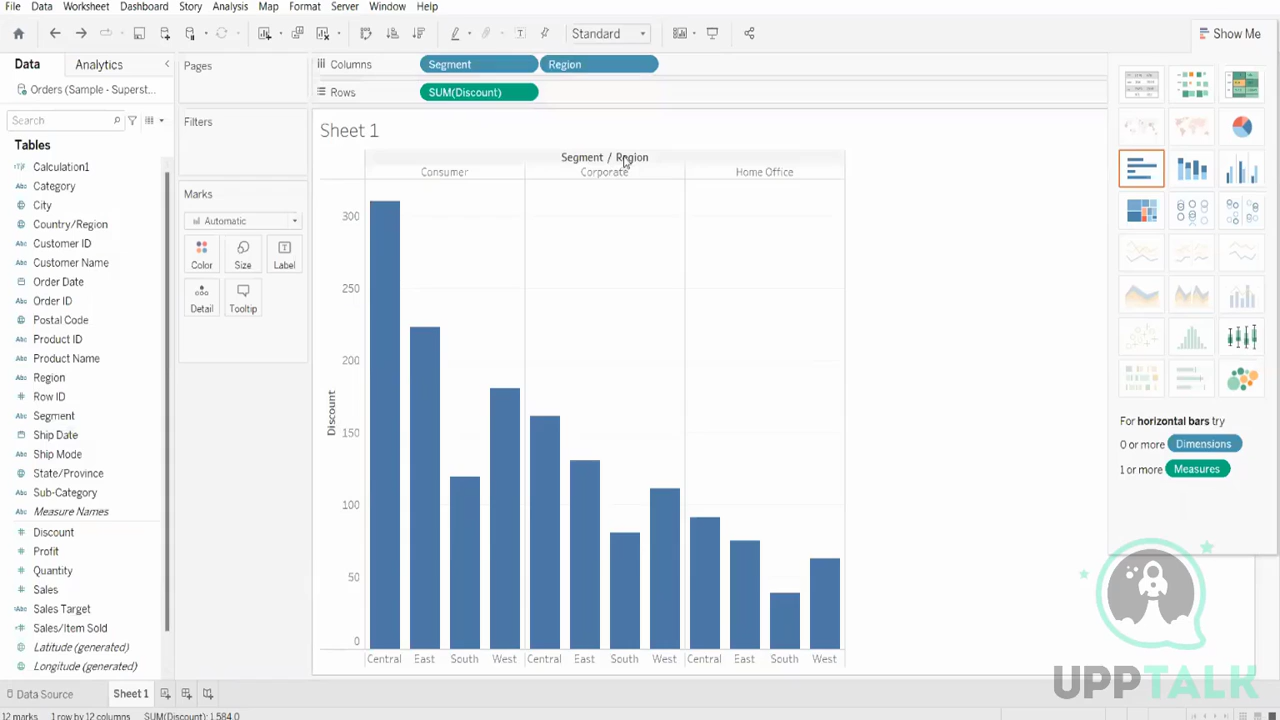 File Data Worksheet Dashboard Story Analysis Map Format Server Window Help
Standard
Show Me
Data Analytics
Orders (Sample - Superst...
Search
Tables
Calculation1
Category
City
Country/Region
Customer ID
Customer Name
Order Date
Order ID
Postal Code
Product ID
Product Name
Region
Row ID
Segment
Ship Date
Ship Mode
State/Province
Sub-Category
Measure Names
Discount
Profit
Quantity
Sales
Sales Target
Sales/Item Sold
Latitude (generated)
Longitude (generated)
Pages
Filters
Marks
Automatic
Color Size Label
Detail Tooltip
Columns Segment Region
Rows SUM(Discount)
Sheet 1
Segment / Region
Consumer Corporate Home Office
300
250
200
150
100
50
0
Discount
Central East South West Central East South West Central East South West
For horizontal bars try
0 or more Dimensions
1 or more Measures
UPPTALK
Data Source Sheet 1
12 marks 1 row by 12 columns SUM(Discount): 1,584.0